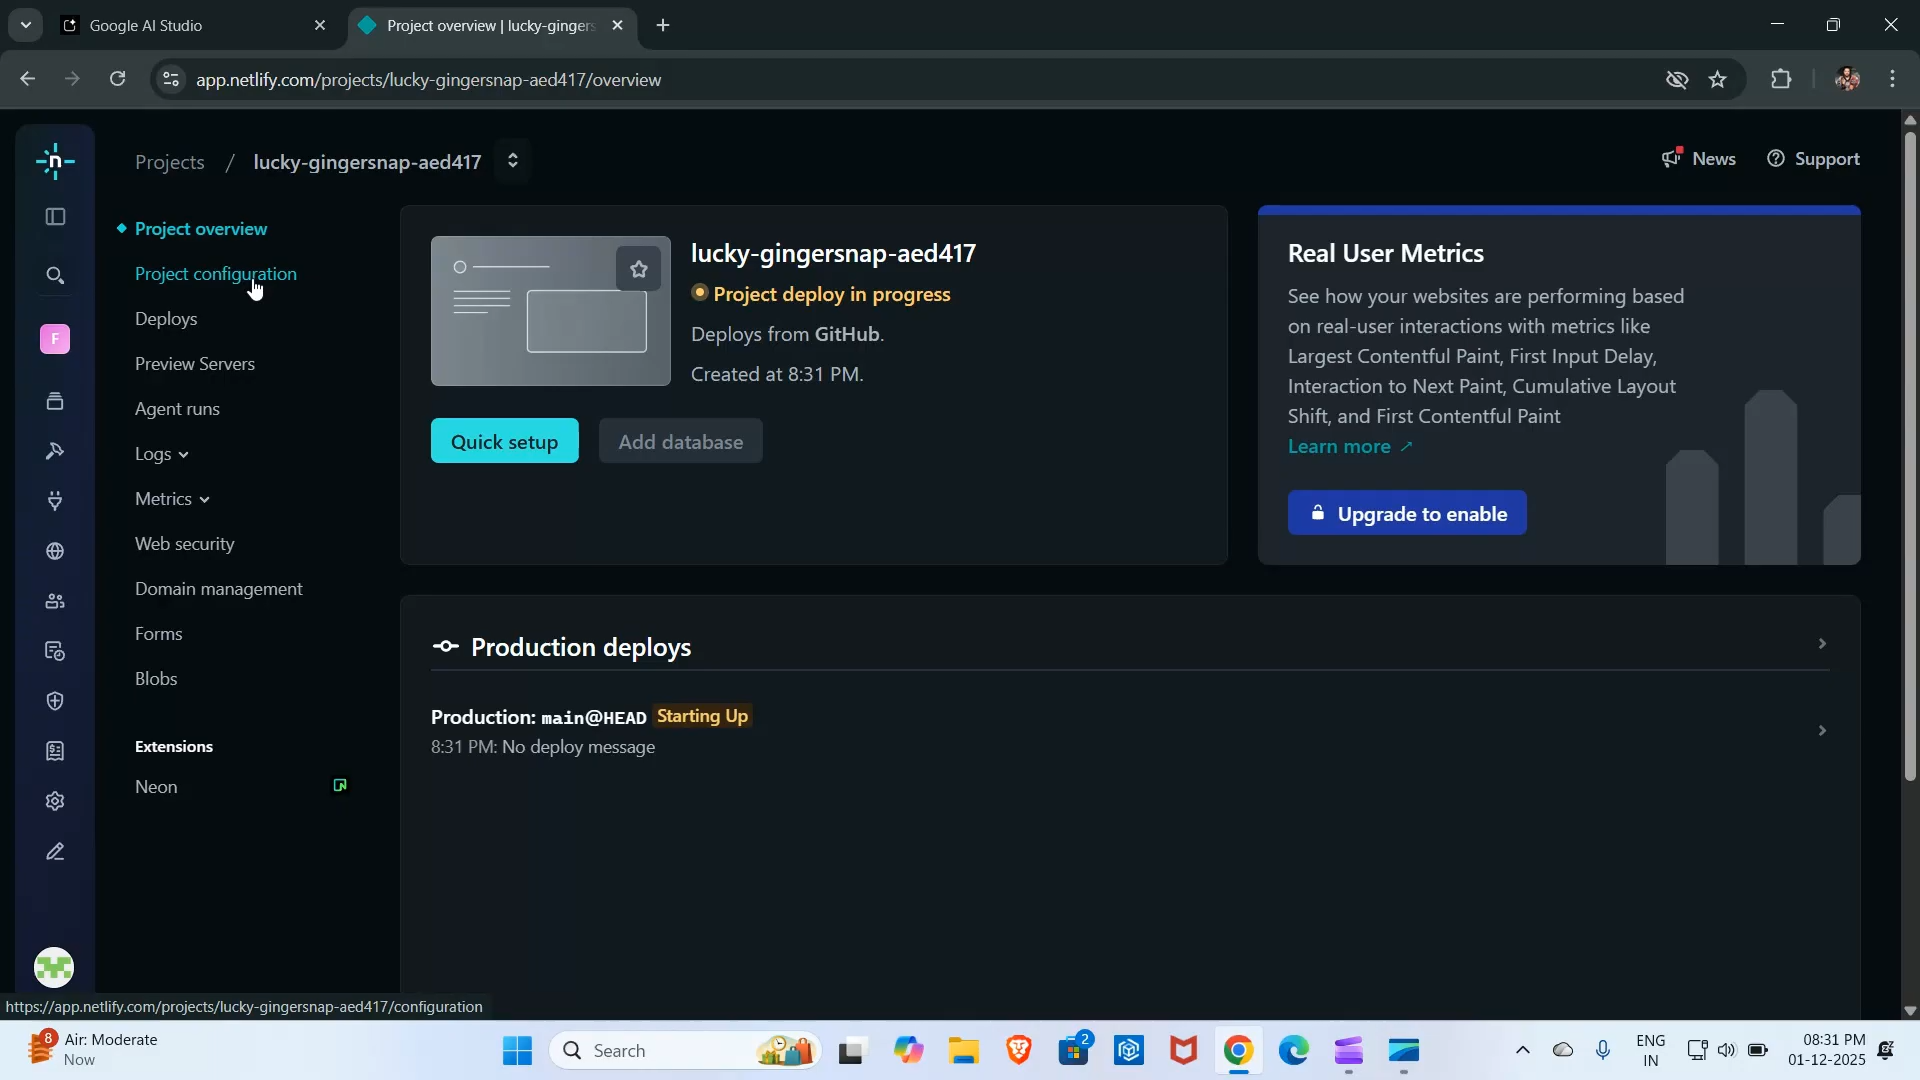 Google AI Studio
Project overview | lucky-gingers
app.netlify.com/projects/lucky-gingersnap-aed417/overview
n
Projects / lucky-gingersnap-aed417
News
Support
Project overview
Project configuration
Deploys
Preview Servers
Agent runs
Logs
Metrics
Web security
Domain management
Forms
Blobs
Extensions
Neon
F
lucky-gingersnap-aed417
Project deploy in progress
Deploys from GitHub.
Created at 8:31 PM.
Quick setup
Add database
Real User Metrics
See how your websites are performing based
on real-user interactions with metrics like
Largest Contentful Paint, First Input Delay,
Interaction to Next Paint, Cumulative Layout
Shift, and First Contentful Paint
Learn more ↗
Upgrade to enable
Production deploys
Production: main@HEAD Starting Up
8:31 PM: No deploy message
https://app.netlify.com/projects/lucky-gingersnap-aed417/configuration
8
Air: Moderate
Now
Search
2
ENG
IN
08:31 PM
01-12-2025